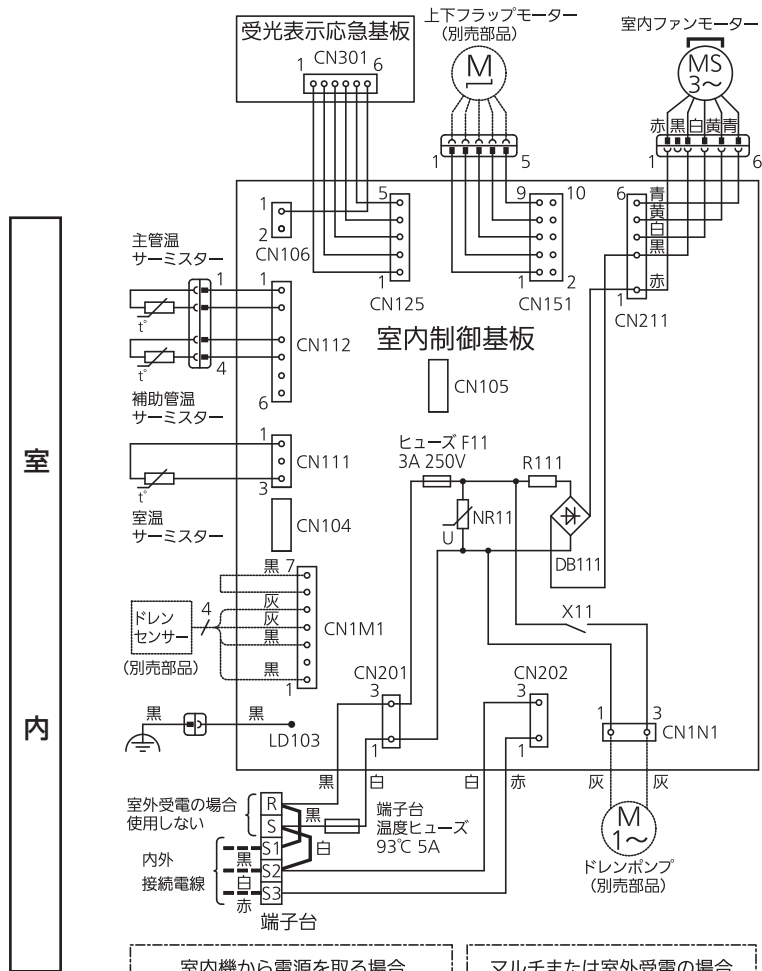 受光表示応急基板
CN301
1 6
上下フラップモーター
(別売部品)
M
1 5
室内ファンモーター
MS
3~
赤 黒 白 黄 青
1 6
1
2
CN106
5
1
CN125
9 10
1 2
CN151
6
青
黄
白
黒
赤
1
CN211
主管温
サーミスター
1
t°
t°
4
補助管温
サーミスター
1
6
CN112
室内制御基板
CN105
1
3
CN111
t°
室温
サーミスター
CN104
ヒューズ F11
3A 250V
R111
NR11
U
DB111
X11
黒 7
灰
灰
黒
黒
1
CN1M1
4
ドレン
センサー
(別売部品)
黒 黒
LD103
CN201
3
1
CN202
3
1
1 3
CN1N1
黒 白 白 赤 灰 灰
M
1~
ドレンポンプ
(別売部品)
室外受電の場合
使用しない
R
S
S1
S2
S3
黒
白
端子台
温度ヒューズ
93℃ 5A
内外
接続電線
黒
白
赤
端子台
室
内
室内機から電源を取る場合
マルチまたは室外受電の場合